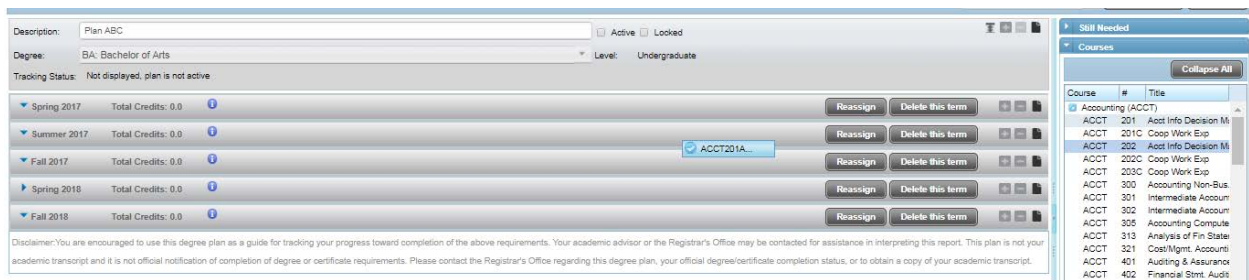 Description: Plan ABC Active Locked
Degree: BA: Bachelor of Arts Level: Undergraduate
Tracking Status: Not displayed, plan is not active
Spring 2017 Total Credits: 0.0 Reassign Delete this term
Summer 2017 Total Credits: 0.0 Reassign Delete this term
ACCT201A...
Fall 2017 Total Credits: 0.0 Reassign Delete this term
Spring 2018 Total Credits: 0.0 Reassign Delete this term
Fall 2018 Total Credits: 0.0 Reassign Delete this term
Disclaimer:You are encouraged to use this degree plan as a guide for tracking your progress toward completion of the above requirements. Your academic advisor or the Registrar's Office may be contacted for assistance in interpreting this report. This plan is not your
academic transcript and it is not official notification of completion of degree or certificate requirements. Please contact the Registrar's Office regarding this degree plan, your official degree/certificate completion status, or to obtain a copy of your academic transcript.
Still Needed
Courses
Collapse All
Course # Title
Accounting (ACCT)
ACCT 201 Acct Info Decision M
ACCT 201C Coop Work Exp
ACCT 202 Acct Info Decision M
ACCT 202C Coop Work Exp
ACCT 203C Coop Work Exp
ACCT 300 Accounting Non-Bus.
ACCT 301 Intermediate Accoun
ACCT 302 Intermediate Accoun
ACCT 305 Accounting Compute
ACCT 313 Analysis of Fin State
ACCT 321 Cost/Mgmt. Accounti
ACCT 401 Auditing & Assurance
ACCT 402 Financial Stmt. Audit